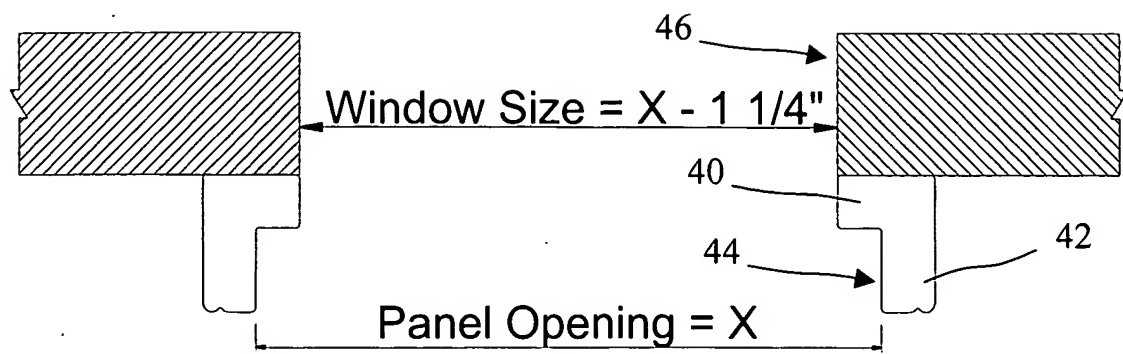 46
Window Size = X - 1 1/4"
40
42
44
Panel Opening = X